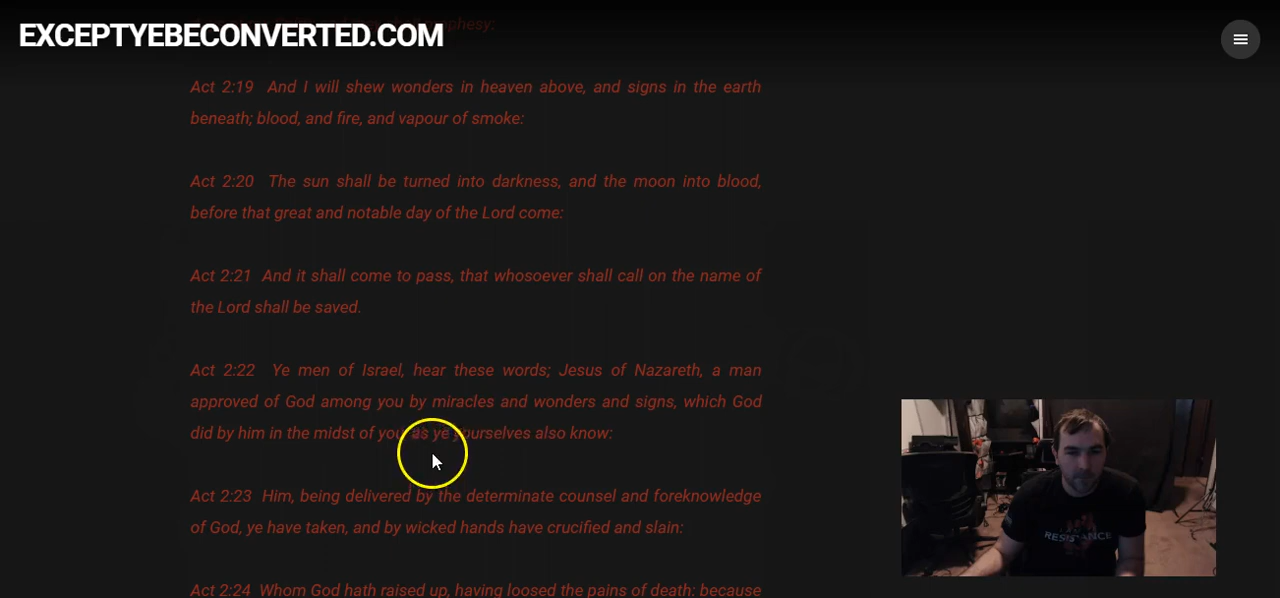 phesy:
EXCEPTYEBECONVERTED.COM
Act 2:19 And I will shew wonders in heaven above, and signs in the earth
beneath; blood, and fire, and vapour of smoke:
Act 2:20 The sun shall be turned into darkness, and the moon into blood,
before that great and notable day of the Lord come:
Act 2:21 And it shall come to pass, that whosoever shall call on the name of
the Lord shall be saved.
Act 2:22 Ye men of Israel, hear these words; Jesus of Nazareth, a man
approved of God among you by miracles and wonders and signs, which God
did by him in the midst of you, as ye yourselves also know:
Act 2:23 Him, being delivered by the determinate counsel and foreknowledge
of God, ye have taken, and by wicked hands have crucified and slain:
Act 2:24 Whom God hath raised up, having loosed the pains of death: because
RESISTANCE